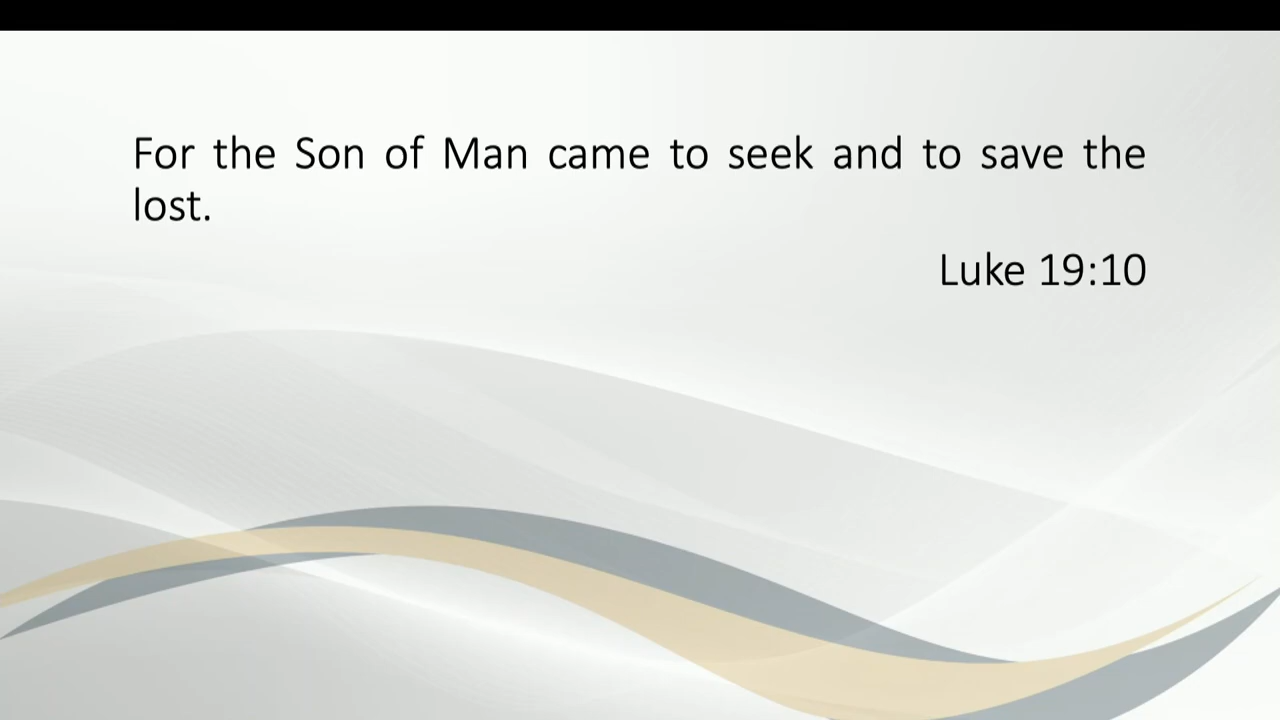 For the Son of Man came to seek and to save the
lost.
Luke 19:10